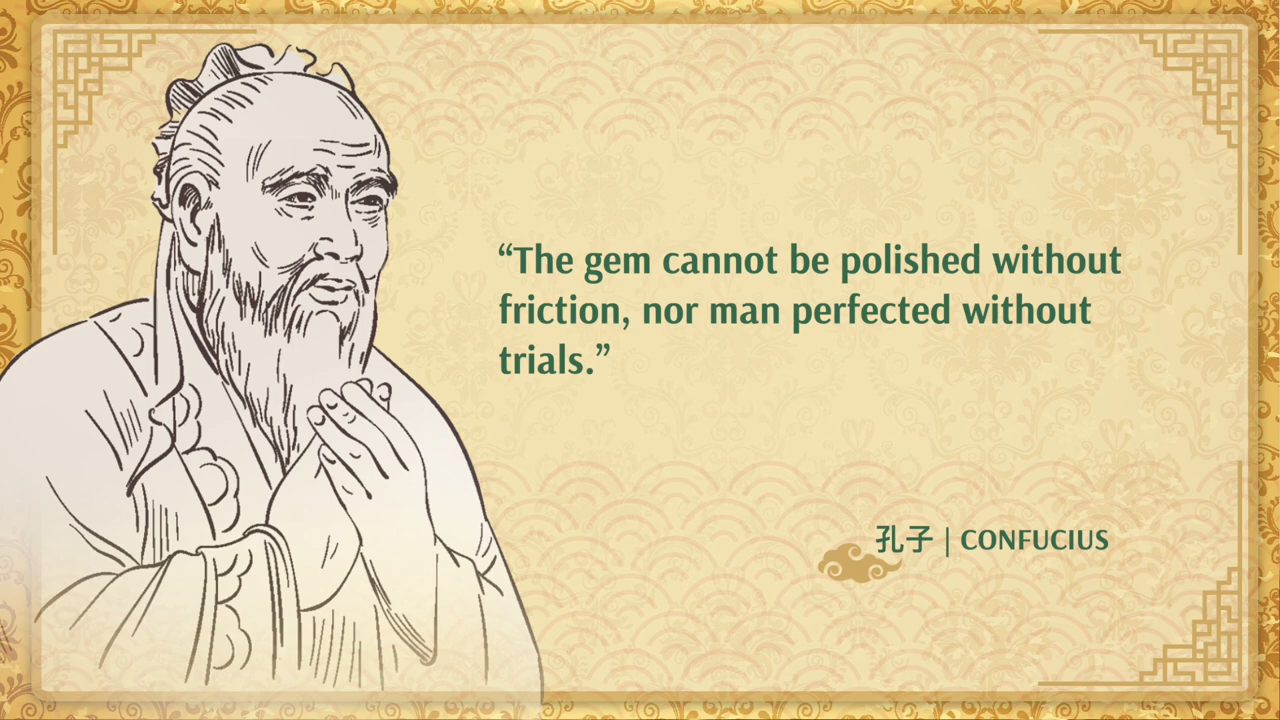 “The gem cannot be polished without
friction, nor man perfected without
trials.”
孔子 | CONFUCIUS